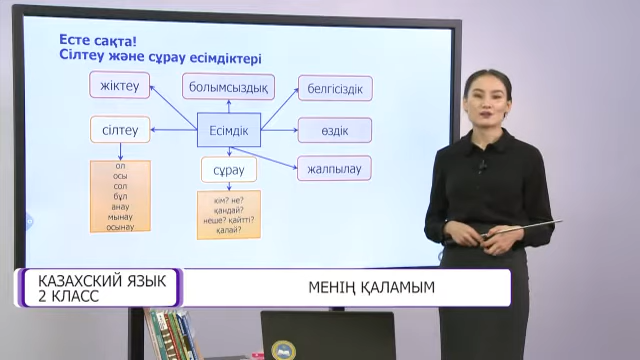 Есте сақта!
Сілтеу және сұрау есімдіктері
жіктеу
болымсыздық
белгісіздік
сілтеу
Есімдік
өздік
сұрау
жалпылау
ол
осы
сол
бұл
анау
мынау
осынау
кім? не?
қандай?
неше? қайтті?
қалай?
КАЗАХСКИЙ ЯЗЫК
2 КЛАСС
МЕНІҢ ҚАЛАМЫМ